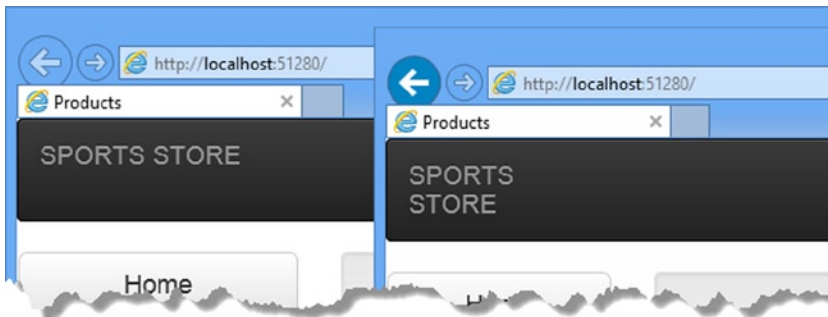 http://localhost:51280/
Products
SPORTS STORE
Home
http://localhost:51280/
Products
SPORTS
STORE